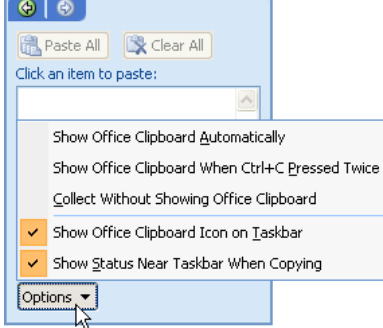 Paste All Clear All
Click an item to paste:
Show Office Clipboard Automatically
Show Office Clipboard When Ctrl+C Pressed Twice
Collect Without Showing Office Clipboard
Show Office Clipboard Icon on Taskbar
Show Status Near Taskbar When Copying
Options